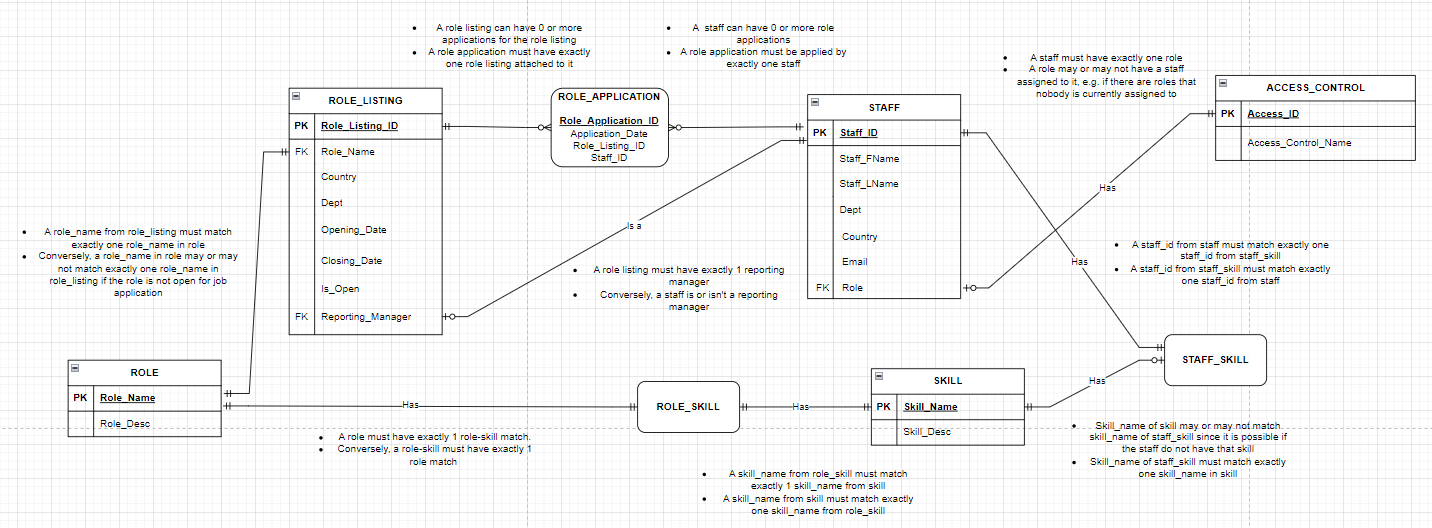 • A role listing can have 0 or more
applications for the role listing
• A role application must have exactly
one role listing attached to it
• A staff can have 0 or more role
applications
• A role application must be applied by
exactly one staff
• A staff must have exactly one role
• A role may or may not have a staff
assigned to it, e.g. if there are roles that
nobody is currently assigned to
ROLE_LISTING
PK Role_Listing_ID
FK Role_Name
Country
Dept
Opening_Date
Closing_Date
Is_Open
FK Reporting_Manager
ROLE_APPLICATION
Role_Application_ID
Application_Date
Role_Listing_ID
Staff_ID
STAFF
PK Staff_ID
Staff_FName
Staff_LName
Dept
Country
Email
FK Role
ACCESS_CONTROL
PK Access_ID
Access_Control_Name
Has
Is a
Has
• A role_name from role_listing must match
exactly one role_name in role
• Conversely, a role_name in role may or may
not match exactly one role_name in
role_listing if the role is not open for job
application
• A role listing must have exactly 1 reporting
manager
• Conversely, a staff is or isn't a reporting
manager
• A staff_id from staff must match exactly one
staff_id from staff_skill
• A staff_id from staff_skill must match exactly
one staff_id from staff
ROLE
PK Role_Name
Role_Desc
Has
ROLE_SKILL
Has
SKILL
PK Skill_Name
Skill_Desc
Has
STAFF_SKILL
• A role must have exactly 1 role-skill match.
• Conversely, a role-skill must have exactly 1
role match
• A skill_name from role_skill must match
exactly 1 skill_name from skill
• A skill_name from skill must match exactly
one skill_name from role_skill
• Skill_name of skill may or may not match
skill_name of staff_skill since it is possible if
the staff do not have that skill
• Skill_name of staff_skill must match exactly
one skill_name in skill